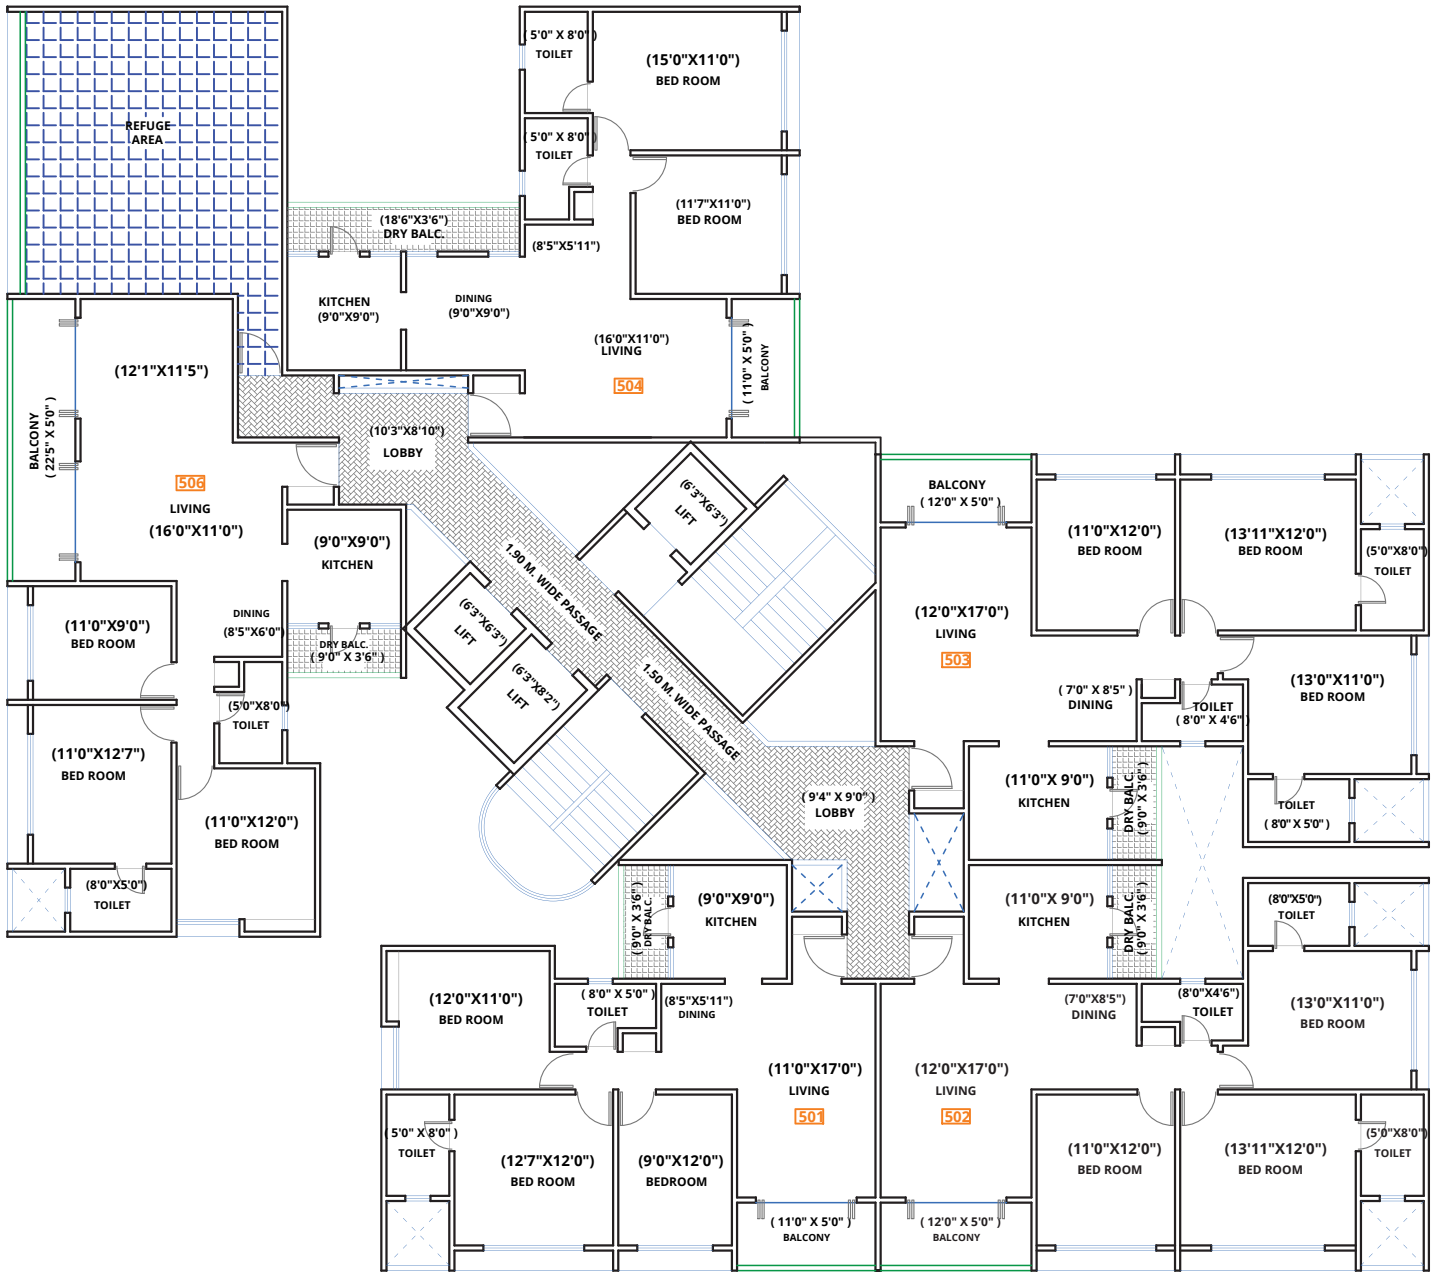 ( 5'0" X 8'0" )
TOILET
(15'0"X11'0")
BED ROOM
REFUGE
AREA
( 5'0" X 8'0" )
TOILET
(11'7"X11'0")
BED ROOM
(18'6"X3'6")
DRY BALC.
(8'5"X5'11")
KITCHEN
(9'0"X9'0")
DINING
(9'0"X9'0")
(16'0"X11'0")
LIVING
504
( 11'0" X 5'0" )
BALCONY
(12'1"X11'5")
BALCONY
( 22'5" X 5'0" )
506
LIVING
(16'0"X11'0")
(10'3"X8'10")
LOBBY
(9'0"X9'0")
KITCHEN
(6'3"X6'3")
LIFT
1.90 M. WIDE PASSAGE
BALCONY
( 12'0" X 5'0" )
(11'0"X12'0")
BED ROOM
(13'11"X12'0")
BED ROOM
(5'0"X8'0")
TOILET
(11'0"X9'0")
BED ROOM
DINING
(8'5"X6'0")
DRY BALC.
( 9'0" X 3'6" )
(6'3"X6'3")
LIFT
(6'3"X8'2")
LIFT
1.50 M. WIDE PASSAGE
(12'0"X17'0")
LIVING
503
( 7'0" X 8'5" )
DINING
TOILET
( 8'0" X 4'6" )
(13'0"X11'0")
BED ROOM
(5'0"X8'0")
TOILET
(11'0"X12'7")
BED ROOM
(11'0"X12'0")
BED ROOM
(8'0"X5'0")
TOILET
( 9'4" X 9'0" )
LOBBY
(11'0"X 9'0")
KITCHEN
DRY BALC.
( 9'0" X 3'6" )
TOILET
( 8'0" X 5'0" )
( 9'0" X 3'6" )
DRY BALC.
(9'0"X9'0")
KITCHEN
(11'0"X 9'0")
KITCHEN
DRY BALC.
( 9'0" X 3'6" )
(8'0"X5'0")
TOILET
(12'0"X11'0")
BED ROOM
( 8'0" X 5'0" )
TOILET
(8'5"X5'11")
DINING
(7'0"X8'5")
DINING
(8'0"X4'6")
TOILET
(13'0"X11'0")
BED ROOM
(11'0"X17'0")
LIVING
501
(12'0"X17'0")
LIVING
502
( 5'0" X 8'0" )
TOILET
(12'7"X12'0")
BED ROOM
(9'0"X12'0")
BEDROOM
(11'0"X12'0")
BED ROOM
(13'11"X12'0")
BED ROOM
(5'0"X8'0")
TOILET
( 11'0" X 5'0" )
BALCONY
( 12'0" X 5'0" )
BALCONY